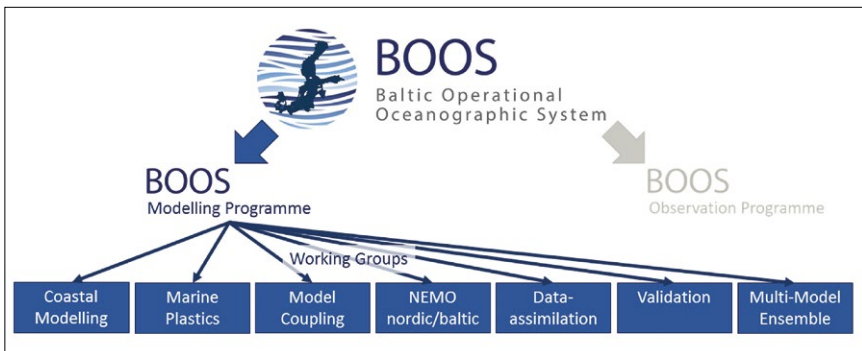 BOOS
Baltic Operational
Oceanographic System
BOOS
Modelling Programme
BOOS
Observation Programme
Working Groups
Coastal
Modelling
Marine
Plastics
Model
Coupling
NEMO
nordic/baltic
Data-
assimilation
Validation
Multi-Model
Ensemble